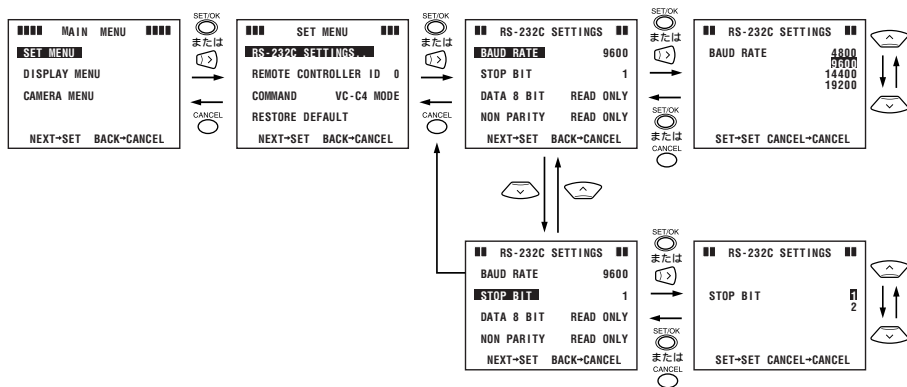 MAIN MENU
SET MENU
DISPLAY MENU
CAMERA MENU
NEXT→SET BACK→CANCEL
SET/OK
または
CANCEL
SET MENU
RS-232C SETTINGS...
REMOTE CONTROLLER ID 0
COMMAND VC-C4 MODE
RESTORE DEFAULT
NEXT→SET BACK→CANCEL
SET/OK
または
CANCEL
RS-232C SETTINGS
BAUD RATE 9600
STOP BIT 1
DATA 8 BIT READ ONLY
NON PARITY READ ONLY
NEXT→SET BACK→CANCEL
SET/OK
または
SET/OK
または
CANCEL
RS-232C SETTINGS
BAUD RATE 4800
9600
14400
19200
SET→SET CANCEL→CANCEL
RS-232C SETTINGS
BAUD RATE 9600
STOP BIT 1
DATA 8 BIT READ ONLY
NON PARITY READ ONLY
NEXT→SET BACK→CANCEL
SET/OK
または
SET/OK
または
CANCEL
RS-232C SETTINGS
STOP BIT 1
2
SET→SET CANCEL→CANCEL